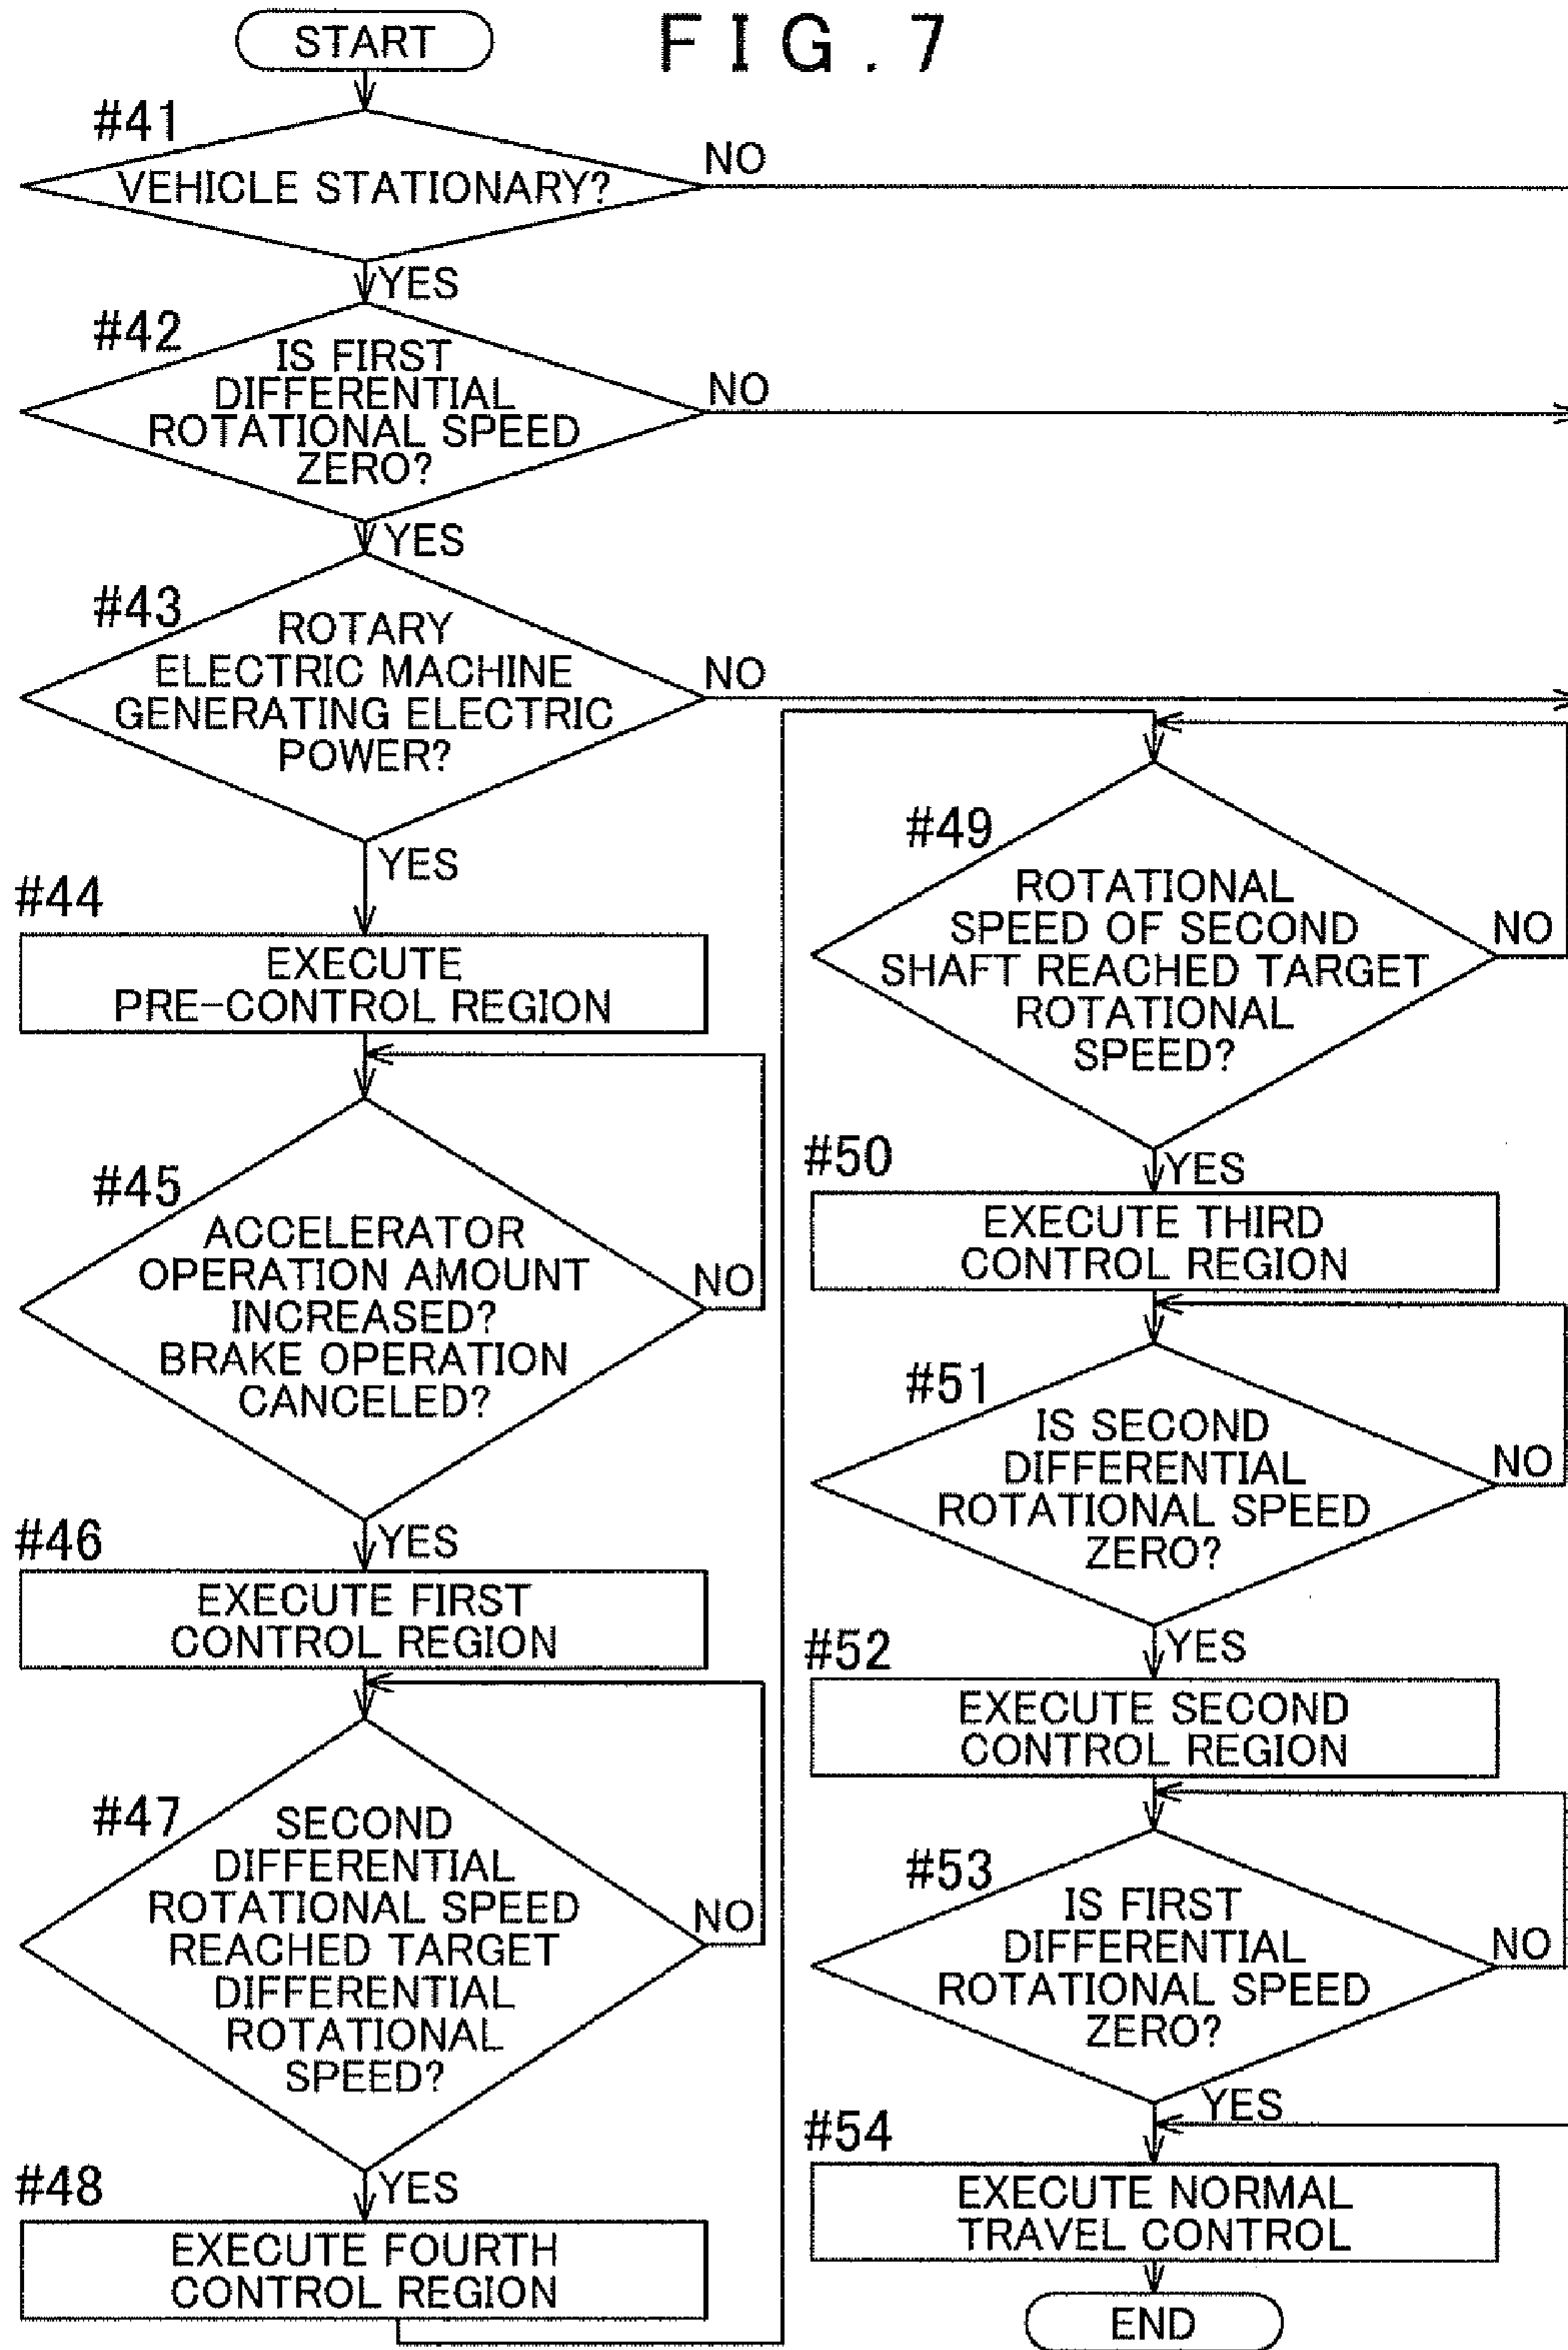 START
FIG.7
#41
VEHICLE STATIONARY?
NO
YES
#42
IS FIRST
DIFFERENTIAL
ROTATIONAL SPEED
ZERO?
NO
YES
#43
ROTARY
ELECTRIC MACHINE
GENERATING ELECTRIC
POWER?
NO
YES
#44
EXECUTE
PRE-CONTROL REGION
#45
ACCELERATOR
OPERATION AMOUNT
INCREASED?
BRAKE OPERATION
CANCELED?
NO
YES
#46
EXECUTE FIRST
CONTROL REGION
#47
SECOND
DIFFERENTIAL
ROTATIONAL SPEED
REACHED TARGET
DIFFERENTIAL
ROTATIONAL
SPEED?
NO
YES
#48
EXECUTE FOURTH
CONTROL REGION
#49
ROTATIONAL
SPEED OF SECOND
SHAFT REACHED TARGET
ROTATIONAL
SPEED?
NO
YES
#50
EXECUTE THIRD
CONTROL REGION
#51
IS SECOND
DIFFERENTIAL
ROTATIONAL SPEED
ZERO?
NO
YES
#52
EXECUTE SECOND
CONTROL REGION
#53
IS FIRST
DIFFERENTIAL
ROTATIONAL SPEED
ZERO?
NO
YES
#54
EXECUTE NORMAL
TRAVEL CONTROL
END